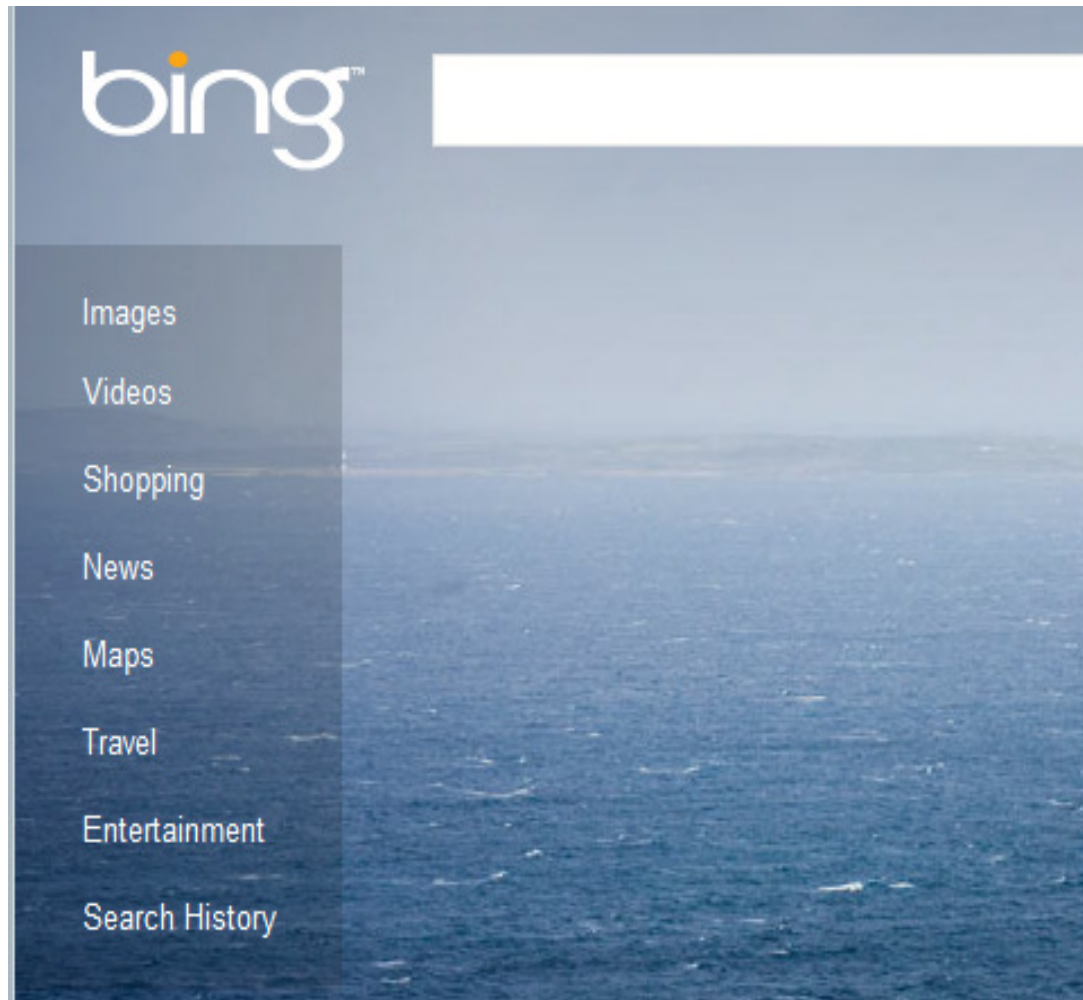 bing™
Images
Videos
Shopping
News
Maps
Travel
Entertainment
Search History